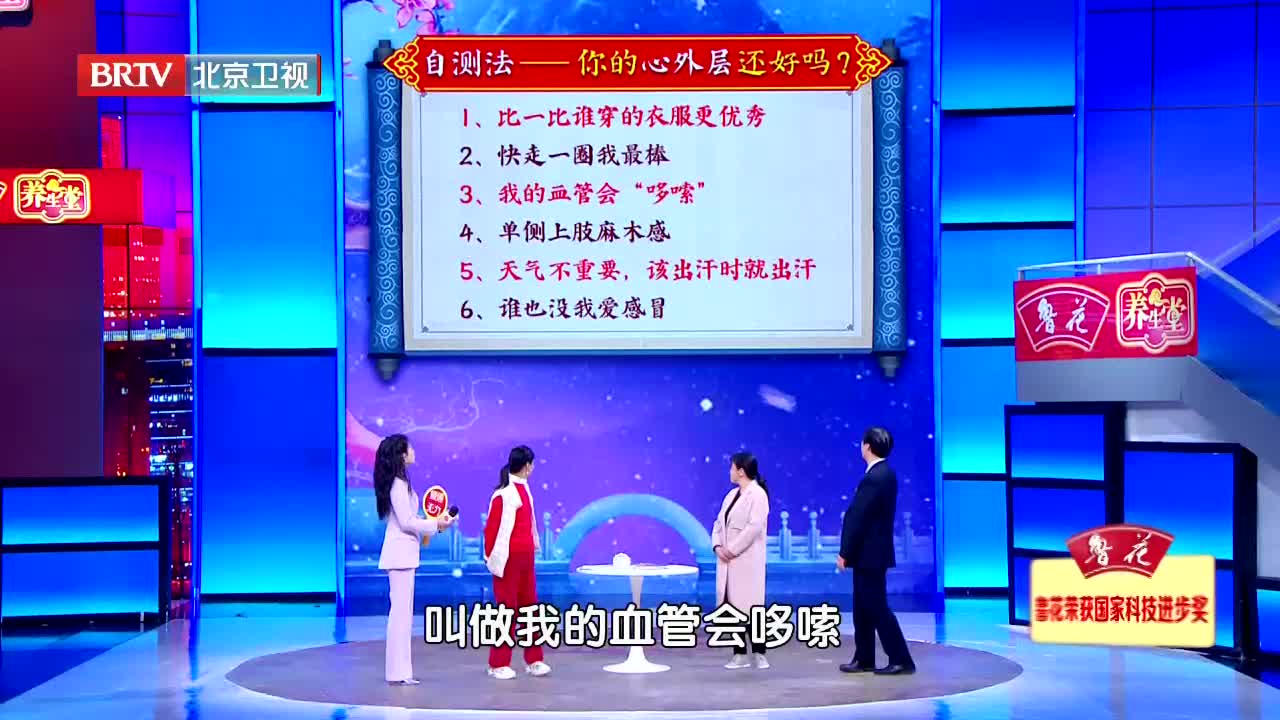 BRTV 北京卫视
自测法——你的心外层还好吗?
1、比一比谁穿的衣服更优秀
2、快走一圈我最棒
3、我的血管会“哆嗦”
4、单侧上肢麻木感
5、天气不重要，该出汗时就出汗
6、谁也没我爱感冒
养生堂
鲁花 养生堂
鲁花
鲁花荣获国家科技进步奖
叫做我的血管会哆嗦